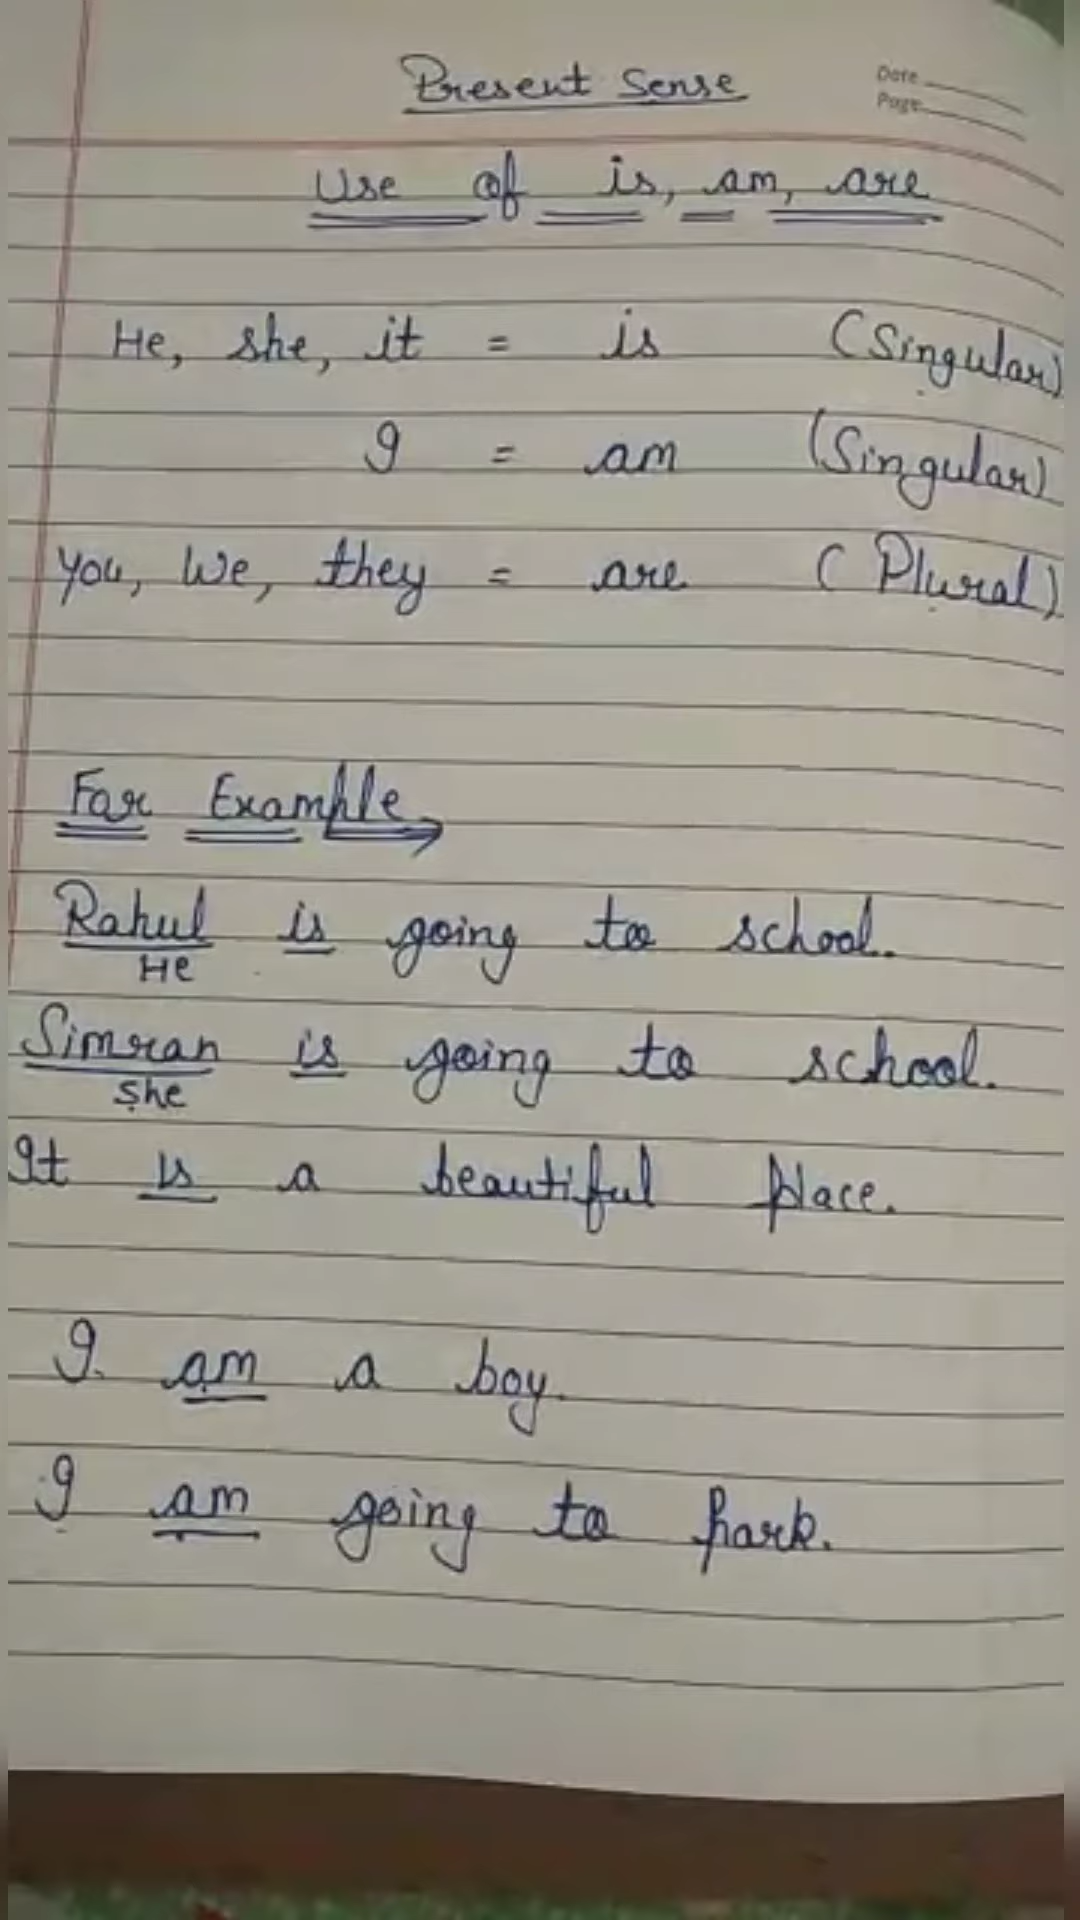 Present Sense
Date
Page
Use of is, am, are
He, she, it = is (Singular)
I = am (Singular)
You, We, they = are (Plural)
For Example
Rahul is going to school.
He
Simran is going to school.
She
It is a beautiful place.
I am a boy.
I am going to park.